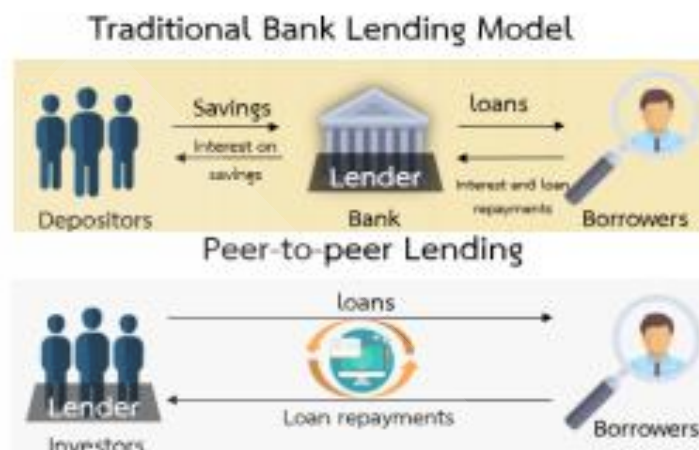 Traditional Bank Lending Model
Savings
loans
Interest on
savings
Interest and loan
repayments
Lender
Depositors
Bank
Borrowers
Peer-to-peer Lending
loans
Lender
Loan repayments
Investors
Borrowers